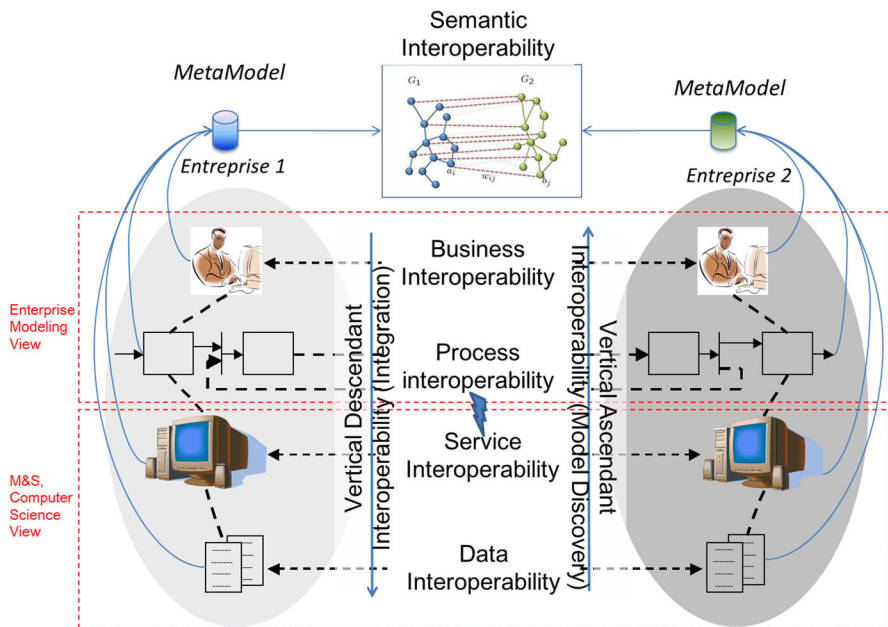 Semantic
Interoperability
MetaModel
MetaModel
G1
G2
ai
wij
bj
Entreprise 1
Entreprise 2
Business
Interoperability
Enterprise
Modeling
View
Process
interoperability
Vertical Descendant
Interoperability (Integration)
Interoperability (Model Discovery)
Vertical Ascendant
M&S,
Computer
Science
View
Service
Interoperability
Data
Interoperability